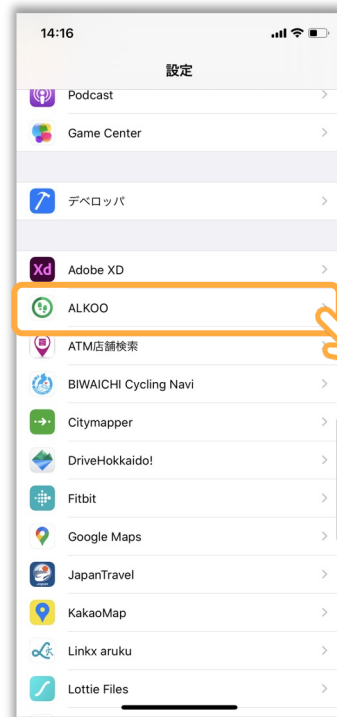 14:16
設定
Podcast
Game Center
デベロッパ
Xd
Adobe XD
ALKOO
ATM店舗検索
BIWAICHI Cycling Navi
Citymapper
DriveHokkaido!
Fitbit
Google Maps
JapanTravel
KakaoMap
Linkx aruku
Lottie Files